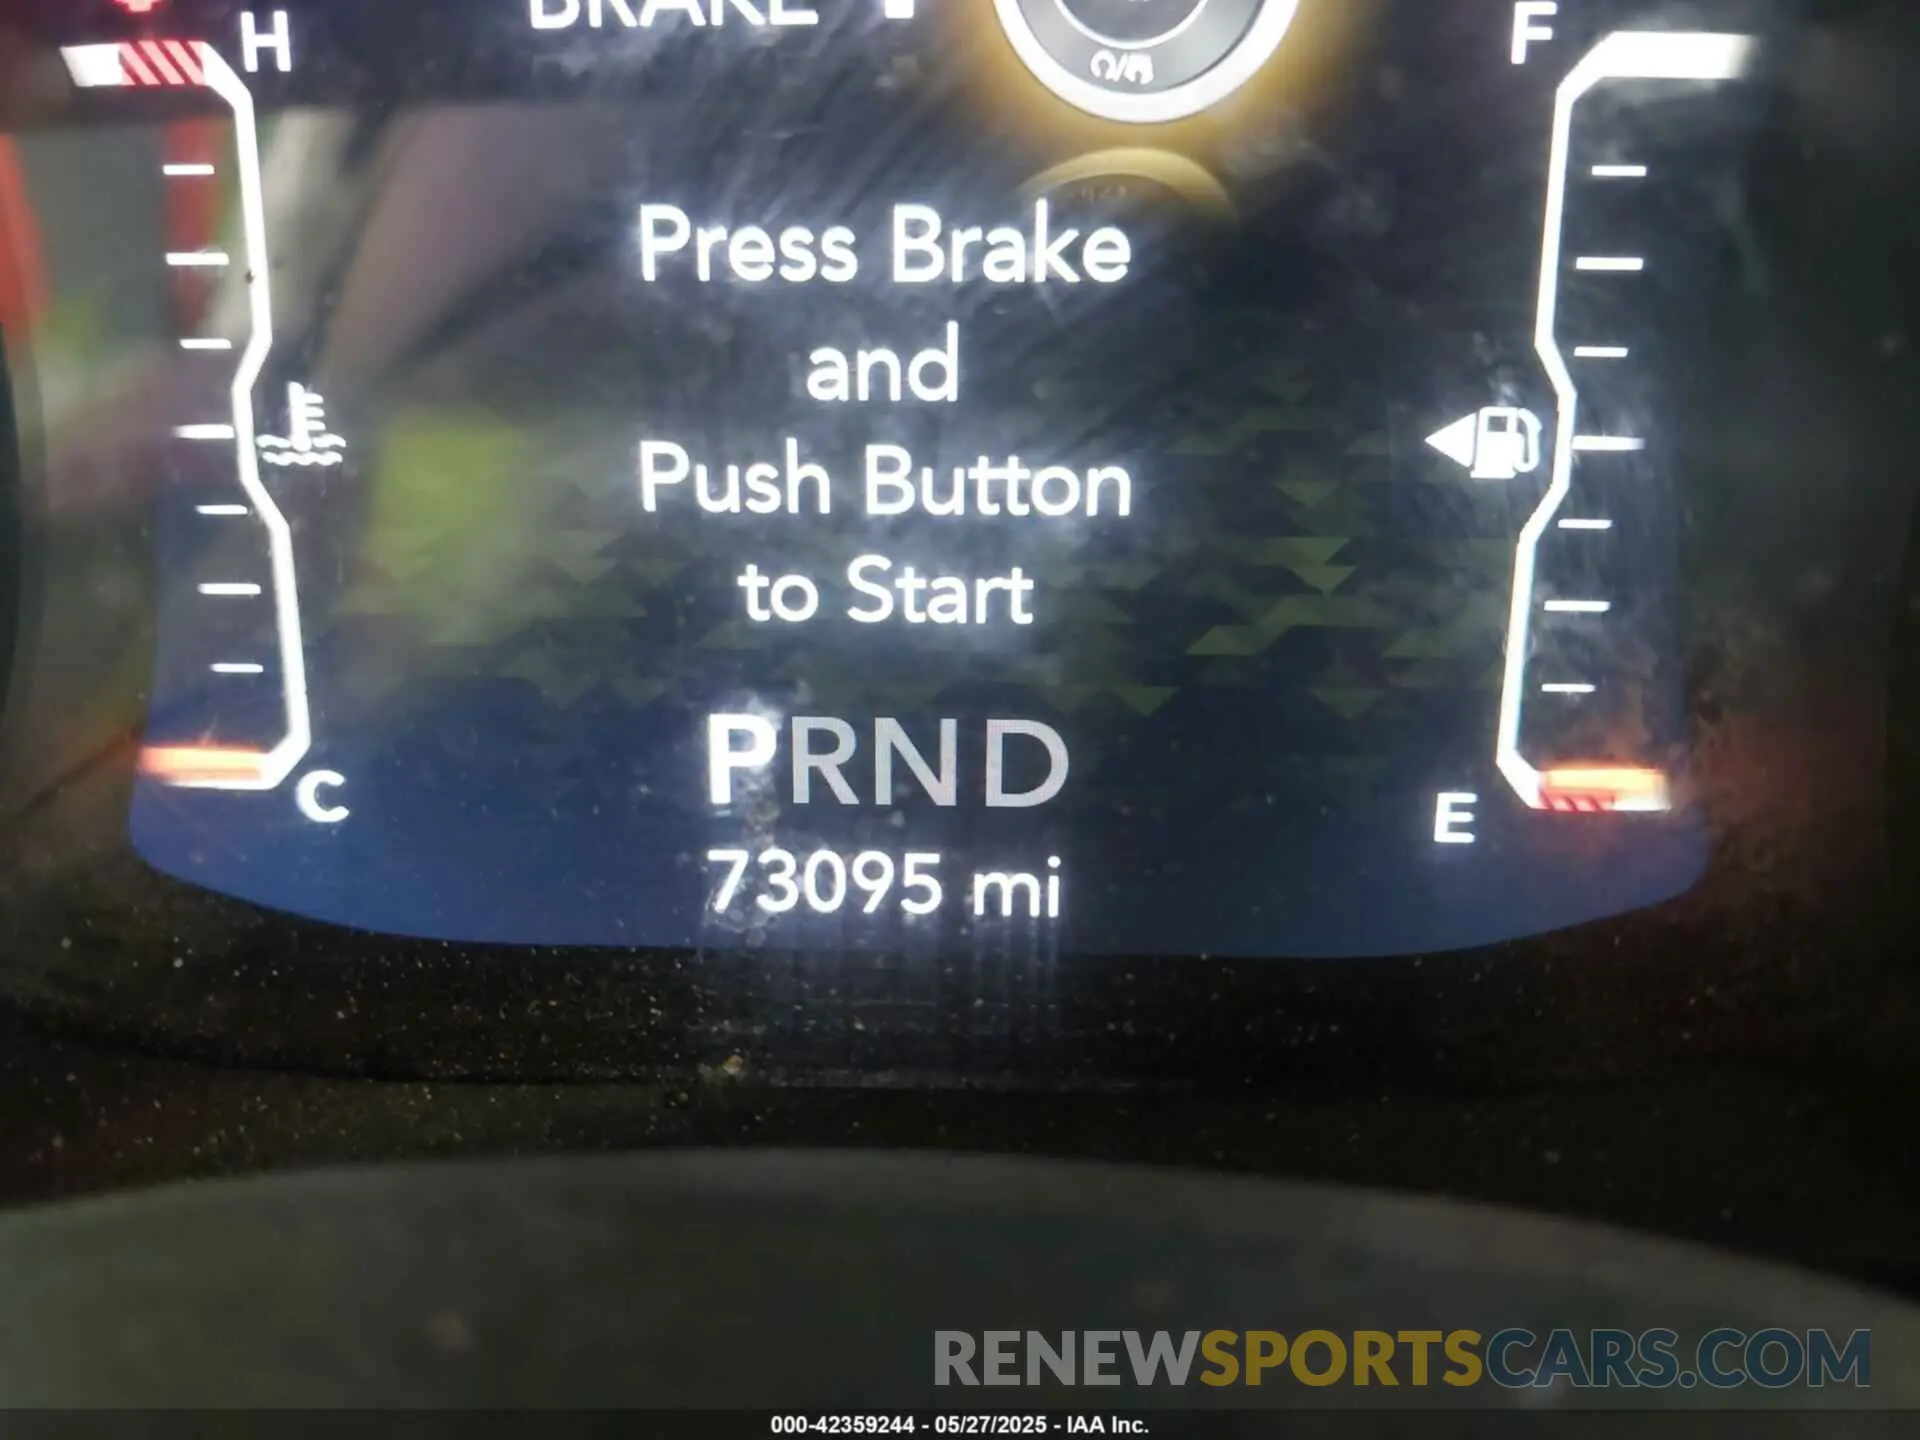 BRAKE
H
F
Press Brake
and
Push Button
to Start
PRND
C
E
73095 mi
RENEWSPORTSCARS.COM
000-42359244 - 05/27/2025 - IAA Inc.